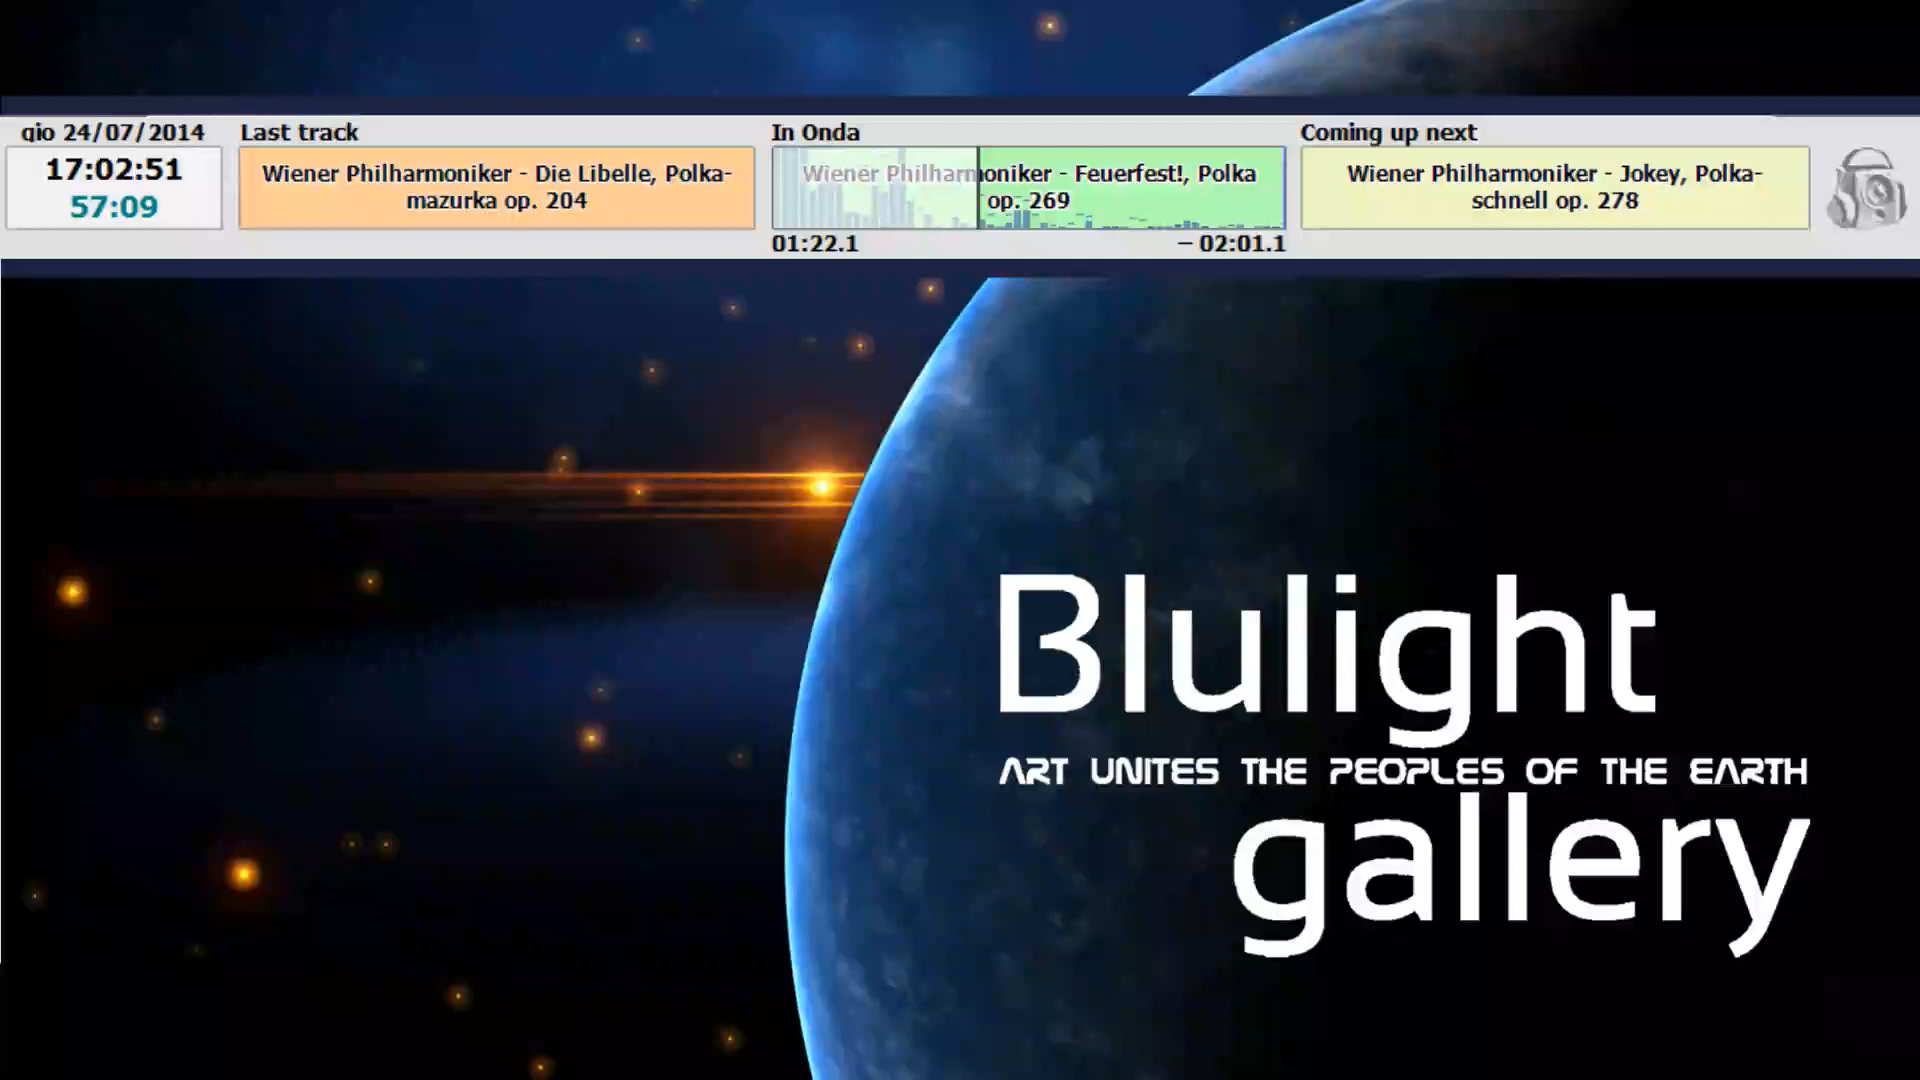 gio 24/07/2014
17:02:51
57:09
Last track
Wiener Philharmoniker - Die Libelle, Polka-
mazurka op. 204
In Onda
Wiener Philharmoniker - Feuerfest!, Polka
op. 269
01:22.1
– 02:01.1
Coming up next
Wiener Philharmoniker - Jokey, Polka-
schnell op. 278
Blulight
ART UNITES THE PEOPLES OF THE EARTH
gallery